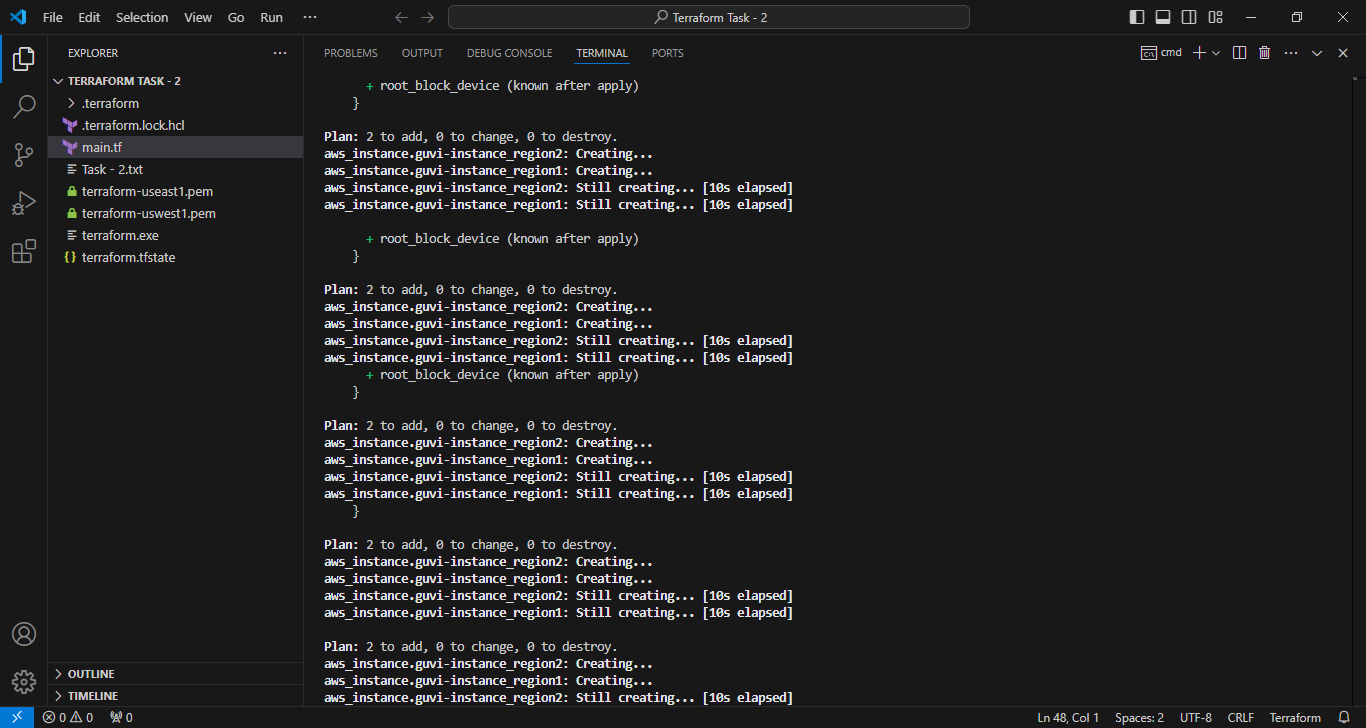 File Edit Selection View Go Run ···
Terraform Task - 2
EXPLORER ···
TERRAFORM TASK - 2
.terraform
.terraform.lock.hcl
main.tf
Task - 2.txt
terraform-useast1.pem
terraform-uswest1.pem
terraform.exe
{} terraform.tfstate
OUTLINE
TIMELINE
PROBLEMS OUTPUT DEBUG CONSOLE TERMINAL PORTS
cmd
+ root_block_device (known after apply)
}
Plan: 2 to add, 0 to change, 0 to destroy.
aws_instance.guvi-instance_region2: Creating...
aws_instance.guvi-instance_region1: Creating...
aws_instance.guvi-instance_region2: Still creating... [10s elapsed]
aws_instance.guvi-instance_region1: Still creating... [10s elapsed]
+ root_block_device (known after apply)
}
Plan: 2 to add, 0 to change, 0 to destroy.
aws_instance.guvi-instance_region2: Creating...
aws_instance.guvi-instance_region1: Creating...
aws_instance.guvi-instance_region2: Still creating... [10s elapsed]
aws_instance.guvi-instance_region1: Still creating... [10s elapsed]
+ root_block_device (known after apply)
}
Plan: 2 to add, 0 to change, 0 to destroy.
aws_instance.guvi-instance_region2: Creating...
aws_instance.guvi-instance_region1: Creating...
aws_instance.guvi-instance_region2: Still creating... [10s elapsed]
aws_instance.guvi-instance_region1: Still creating... [10s elapsed]
}
Plan: 2 to add, 0 to change, 0 to destroy.
aws_instance.guvi-instance_region2: Creating...
aws_instance.guvi-instance_region1: Creating...
aws_instance.guvi-instance_region2: Still creating... [10s elapsed]
aws_instance.guvi-instance_region1: Still creating... [10s elapsed]
Plan: 2 to add, 0 to change, 0 to destroy.
aws_instance.guvi-instance_region2: Creating...
aws_instance.guvi-instance_region1: Creating...
aws_instance.guvi-instance_region2: Still creating... [10s elapsed]
0 0 0 Ln 48, Col 1 Spaces: 2 UTF-8 CRLF Terraform